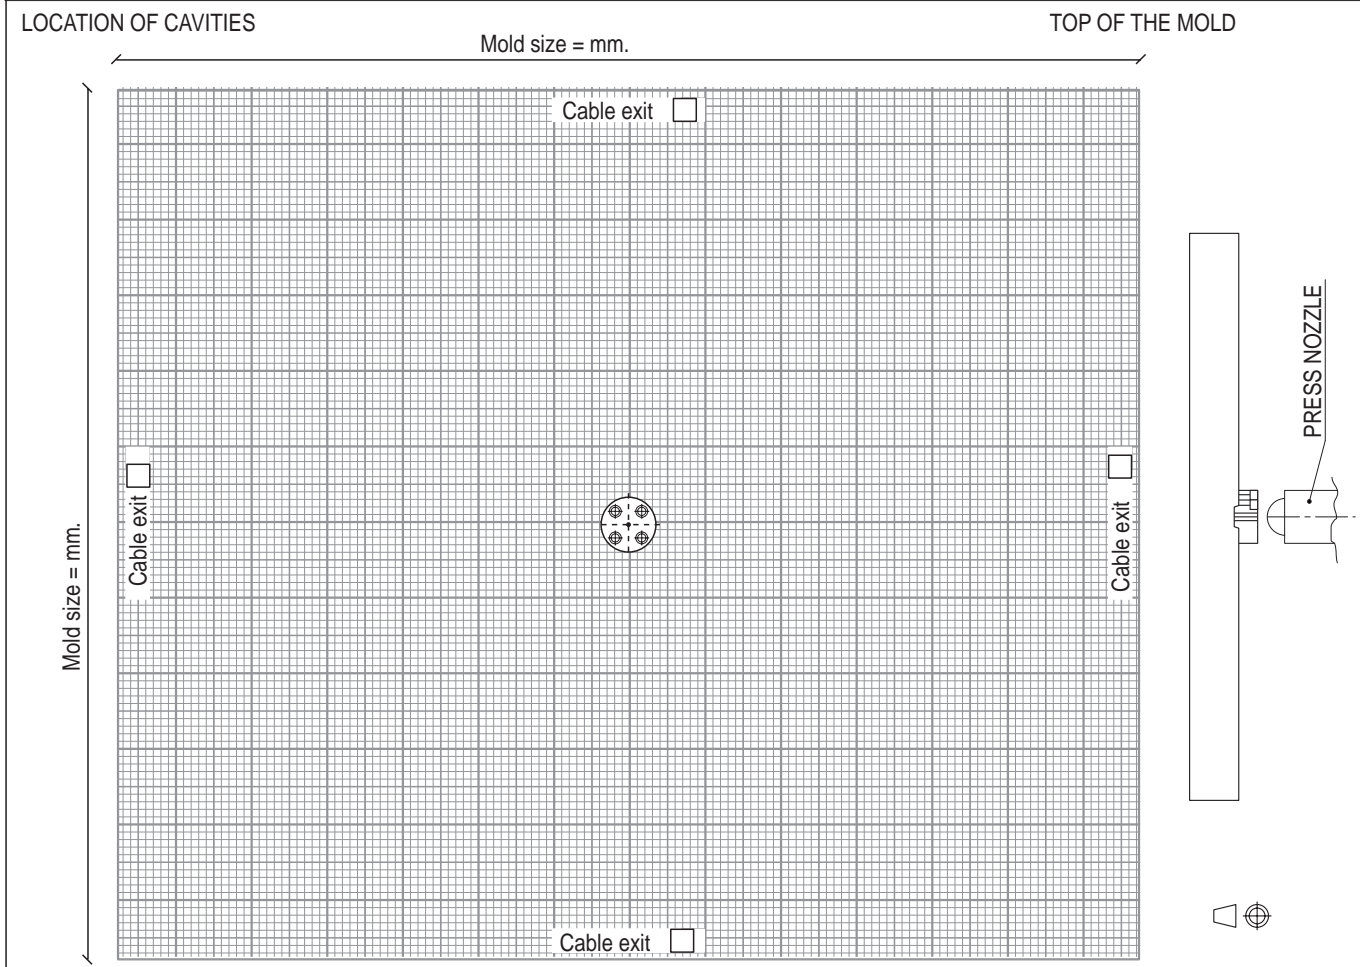 LOCATION OF CAVITIES
TOP OF THE MOLD
Mold size = mm.
Cable exit
Mold size = mm.
Cable exit
Cable exit
PRESS NOZZLE
Cable exit